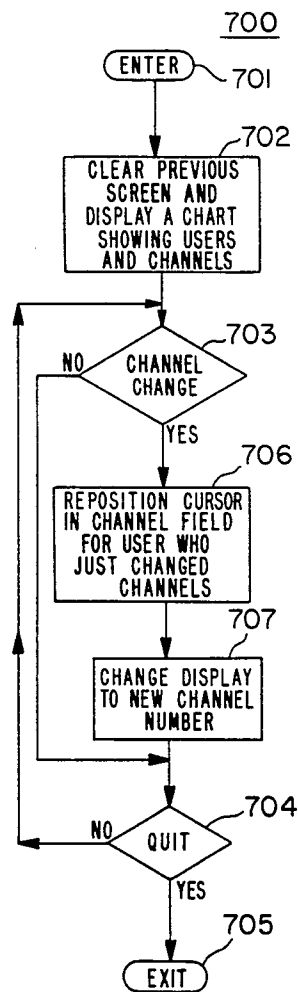 700
ENTER
701
702
CLEAR PREVIOUS
SCREEN AND
DISPLAY A CHART
SHOWING USERS
AND CHANNELS
703
NO
CHANNEL
CHANGE
YES
706
REPOSITION CURSOR
IN CHANNEL FIELD
FOR USER WHO
JUST CHANGED
CHANNELS
707
CHANGE DISPLAY
TO NEW CHANNEL
NUMBER
704
NO
QUIT
YES
705
EXIT